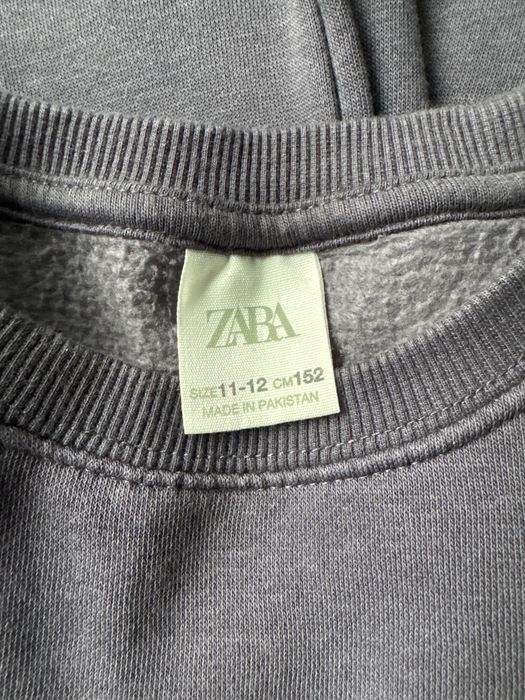 ZARA
SIZE 11-12 CM 152
MADE IN PAKISTAN